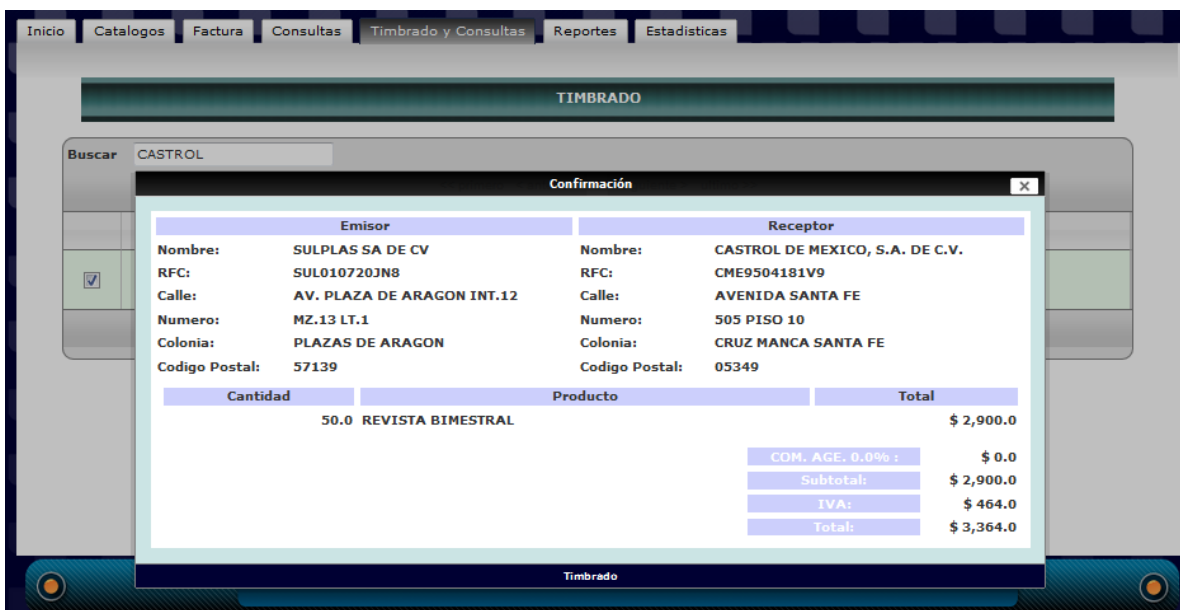 Inicio Catalogos Factura Consultas Timbrado y Consultas Reportes Estadisticas
TIMBRADO
Buscar CASTROL
Confirmación X
Emisor Receptor
Nombre: SULPLAS SA DE CV Nombre: CASTROL DE MEXICO, S.A. DE C.V.
RFC: SUL010720JN8 RFC: CME9504181V9
Calle: AV. PLAZA DE ARAGON INT.12 Calle: AVENIDA SANTA FE
Numero: MZ.13 LT.1 Numero: 505 PISO 10
Colonia: PLAZAS DE ARAGON Colonia: CRUZ MANCA SANTA FE
Codigo Postal: 57139 Codigo Postal: 05349
Cantidad Producto Total
50.0 REVISTA BIMESTRAL $ 2,900.0
COM. AGE. 0.0% : $ 0.0
Subtotal: $ 2,900.0
IVA: $ 464.0
Total: $ 3,364.0
Timbrado